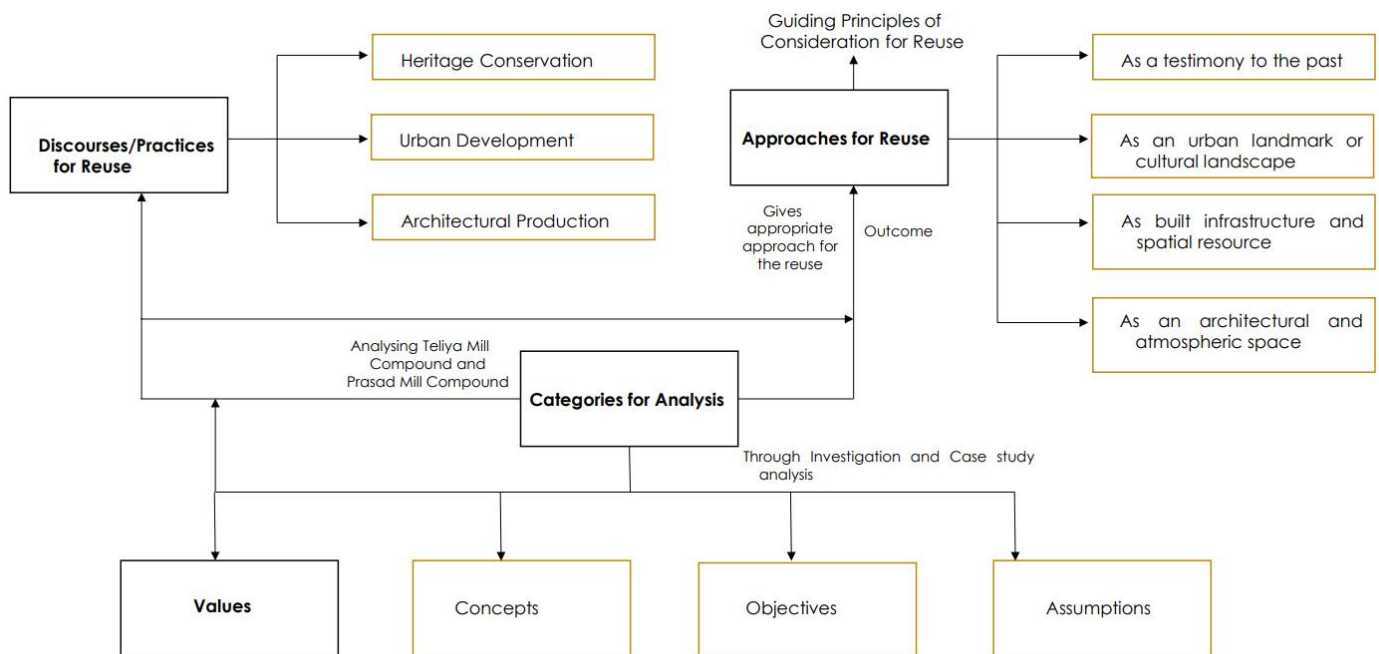 Guiding Principles of
Consideration for Reuse
Heritage Conservation
As a testimony to the past
Discourses/Practices
for Reuse
Urban Development
Approaches for Reuse
As an urban landmark or
cultural landscape
Architectural Production
Gives
appropriate
approach for
the reuse
Outcome
As built infrastructure and
spatial resource
As an architectural and
atmospheric space
Analysing Teliya Mill
Compound and
Prasad Mill Compound
Categories for Analysis
Through Investigation and Case study
analysis
Values
Concepts
Objectives
Assumptions